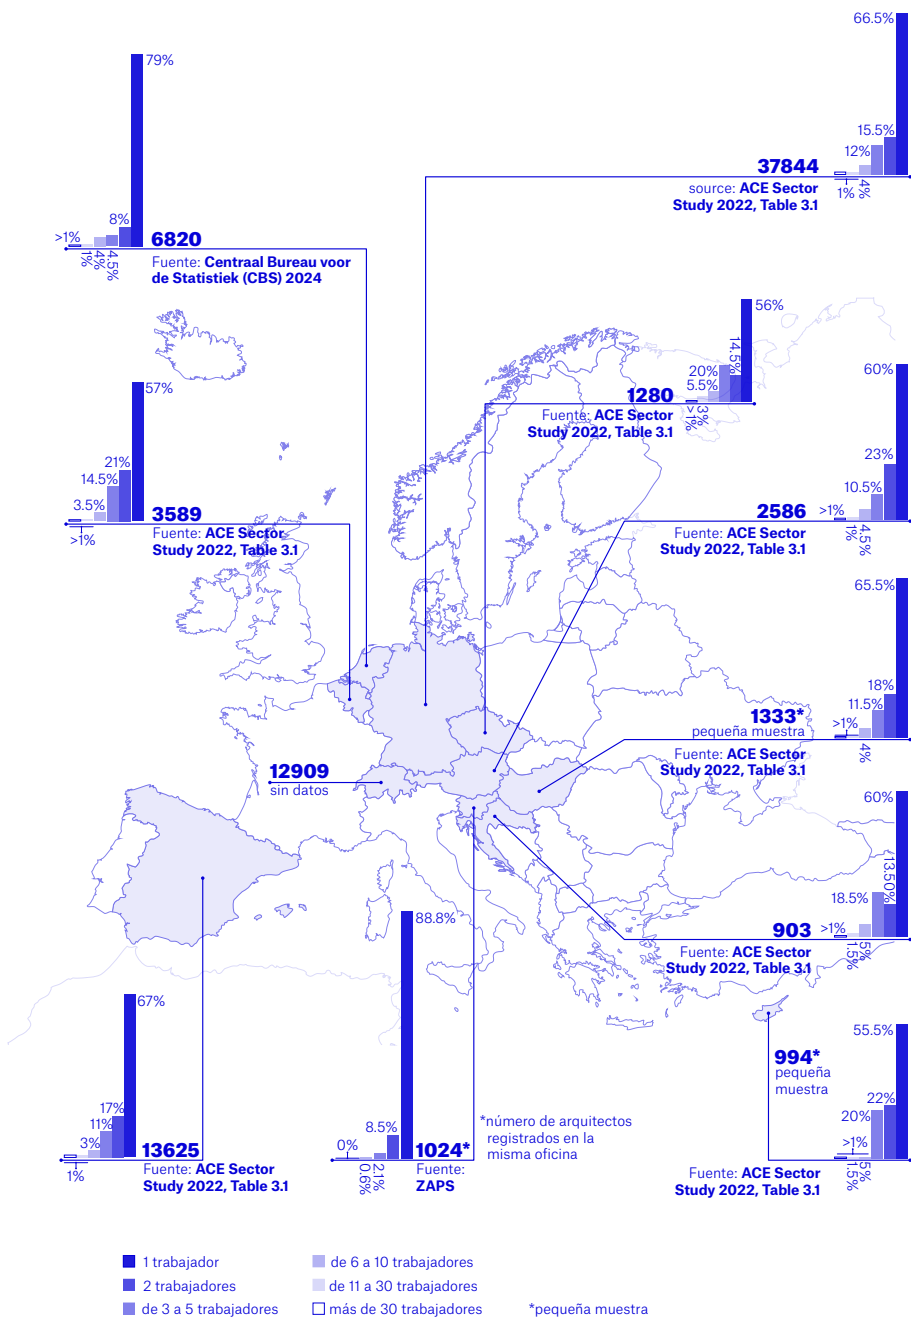 66.5%
79%
15.5%
12%
37844
1%
4%
source: ACE Sector
Study 2022, Table 3.1
8%
>1%
6820
1%
4%
4.5%
Fuente: Centraal Bureau voor
de Statistiek (CBS) 2024
56%
14.5%
20%
5.5%
1280
>1%
3%
Fuente: ACE Sector
Study 2022, Table 3.1
57%
21%
14.5%
3.5%
3589
>1%
Fuente: ACE Sector
Study 2022, Table 3.1
60%
23%
10.5%
>1%
2586
1%
4.5%
Fuente: ACE Sector
Study 2022, Table 3.1
65.5%
18%
11.5%
>1%
1333*
pequeña muestra
4%
Fuente: ACE Sector
Study 2022, Table 3.1
12909
sin datos
60%
13.50%
18.5%
903
>1%
1.5%
5%
Fuente: ACE Sector
Study 2022, Table 3.1
88.8%
8.5%
0%
1024*
0.6%
2.1%
Fuente:
ZAPS
*número de arquitectos
registrados en la
misma oficina
67%
17%
11%
3%
13625
1%
Fuente: ACE Sector
Study 2022, Table 3.1
55.5%
994*
pequeña
muestra
22%
20%
>1%
1.5%
5%
Fuente: ACE Sector
Study 2022, Table 3.1
1 trabajador
2 trabajadores
de 3 a 5 trabajadores
de 6 a 10 trabajadores
de 11 a 30 trabajadores
más de 30 trabajadores
*pequeña muestra